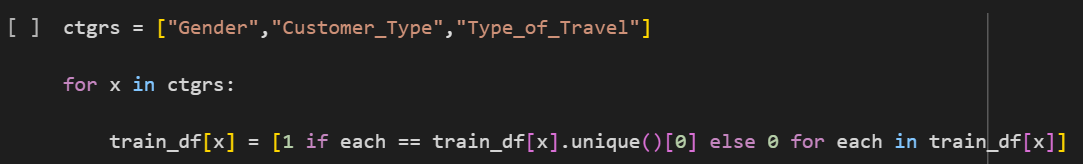 [ ] ctgrs = ["Gender","Customer_Type","Type_of_Travel"]
for x in ctgrs:
    train_df[x] = [1 if each == train_df[x].unique()[0] else 0 for each in train_df[x]]